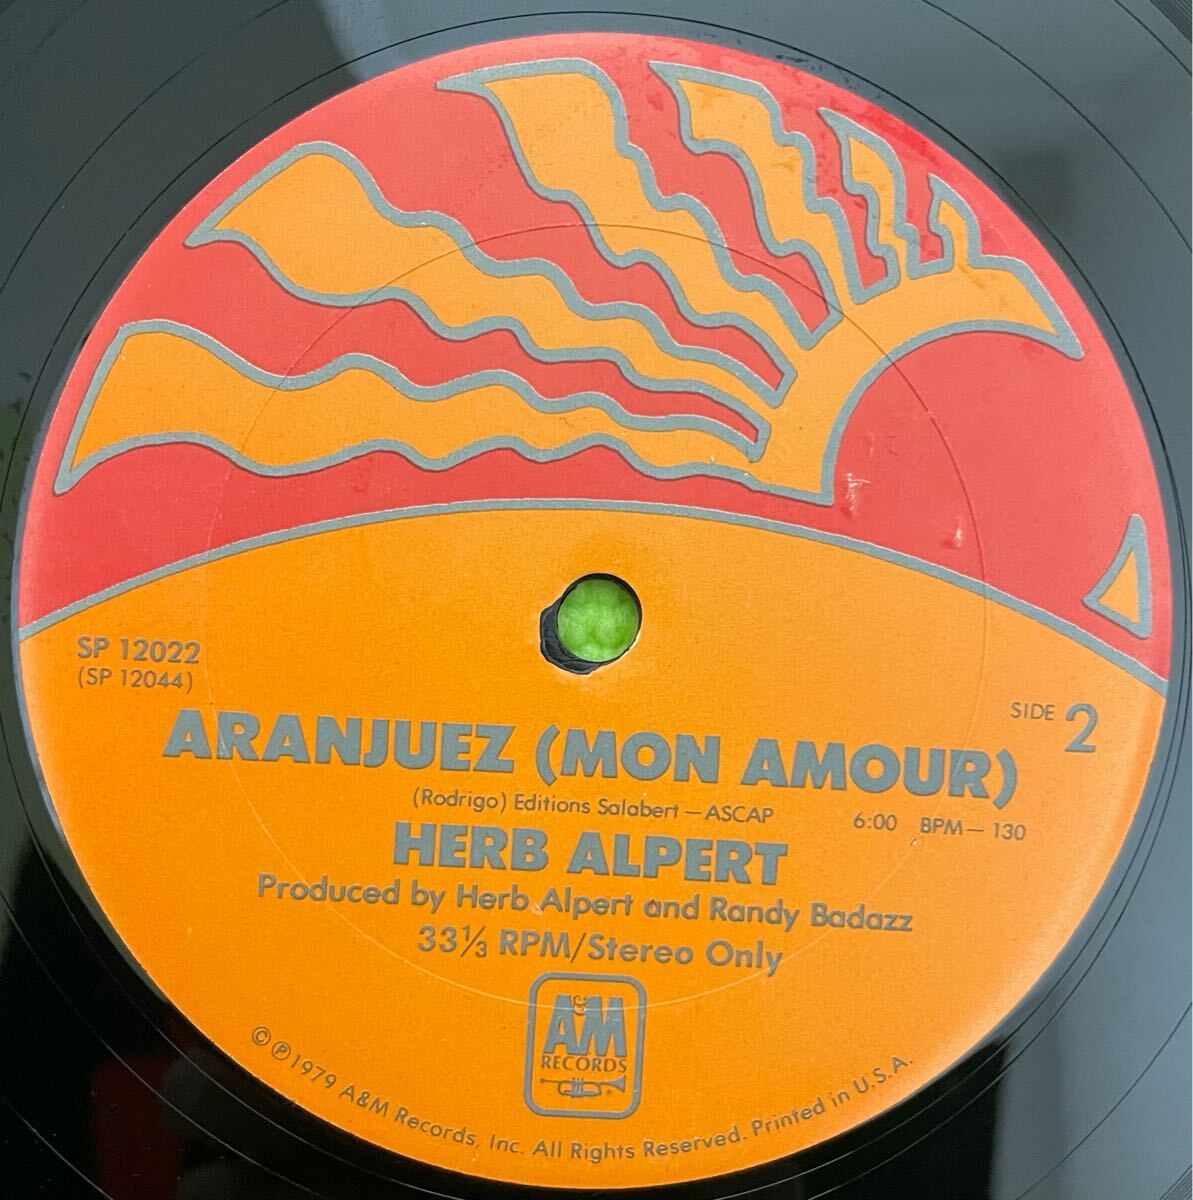 SP 12022
(SP 12044)
SIDE 2
ARANJUEZ (MON AMOUR)
(Rodrigo) Editions Salabert—ASCAP 6:00 BPM—130
HERB ALPERT
Produced by Herb Alpert and Randy Badazz
33⅓ RPM/Stereo Only
A&M
RECORDS
©℗1979 A&M Records, Inc. All Rights Reserved. Printed in U.S.A.